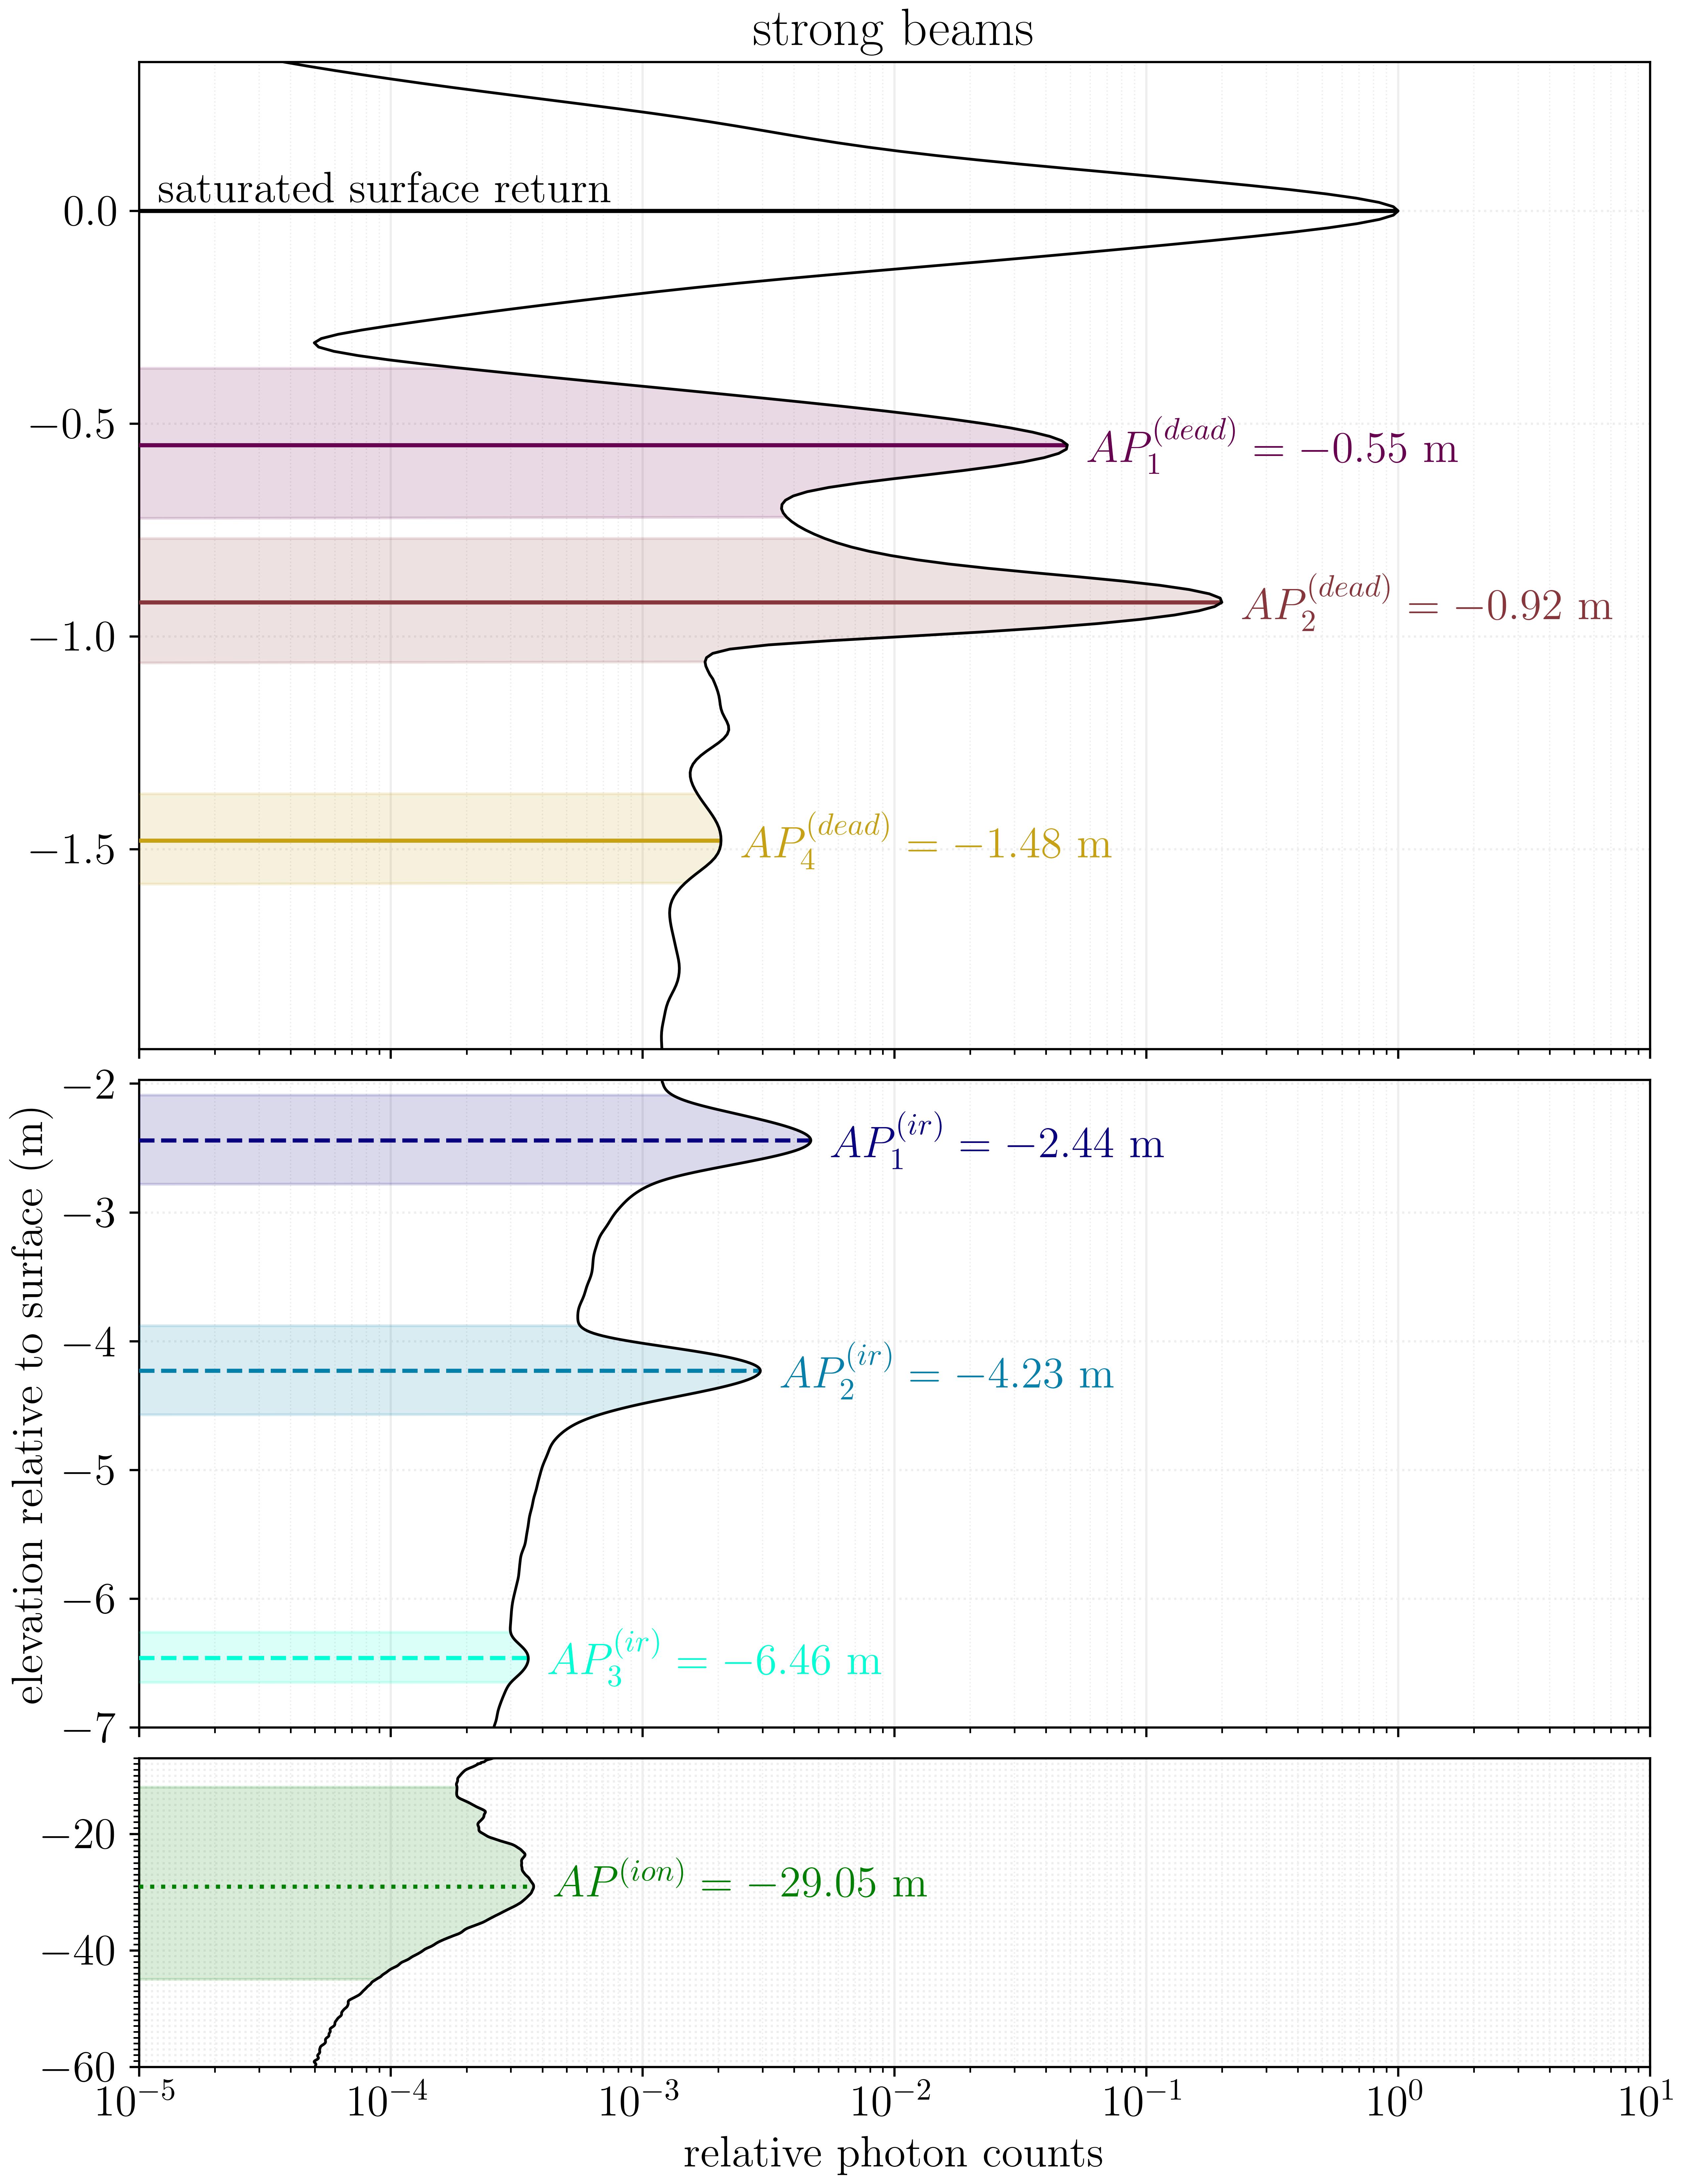 strong beams
saturated surface return
0.0
−0.5
AP₁^(dead) = −0.55 m
AP₂^(dead) = −0.92 m
−1.0
−1.5
AP₄^(dead) = −1.48 m
elevation relative to surface (m)
−2
AP₁^(ir) = −2.44 m
−3
−4
AP₂^(ir) = −4.23 m
−5
−6
AP₃^(ir) = −6.46 m
−7
−20
AP^(ion) = −29.05 m
−40
−60
10⁻⁵ 10⁻⁴ 10⁻³ 10⁻² 10⁻¹ 10⁰ 10¹
relative photon counts